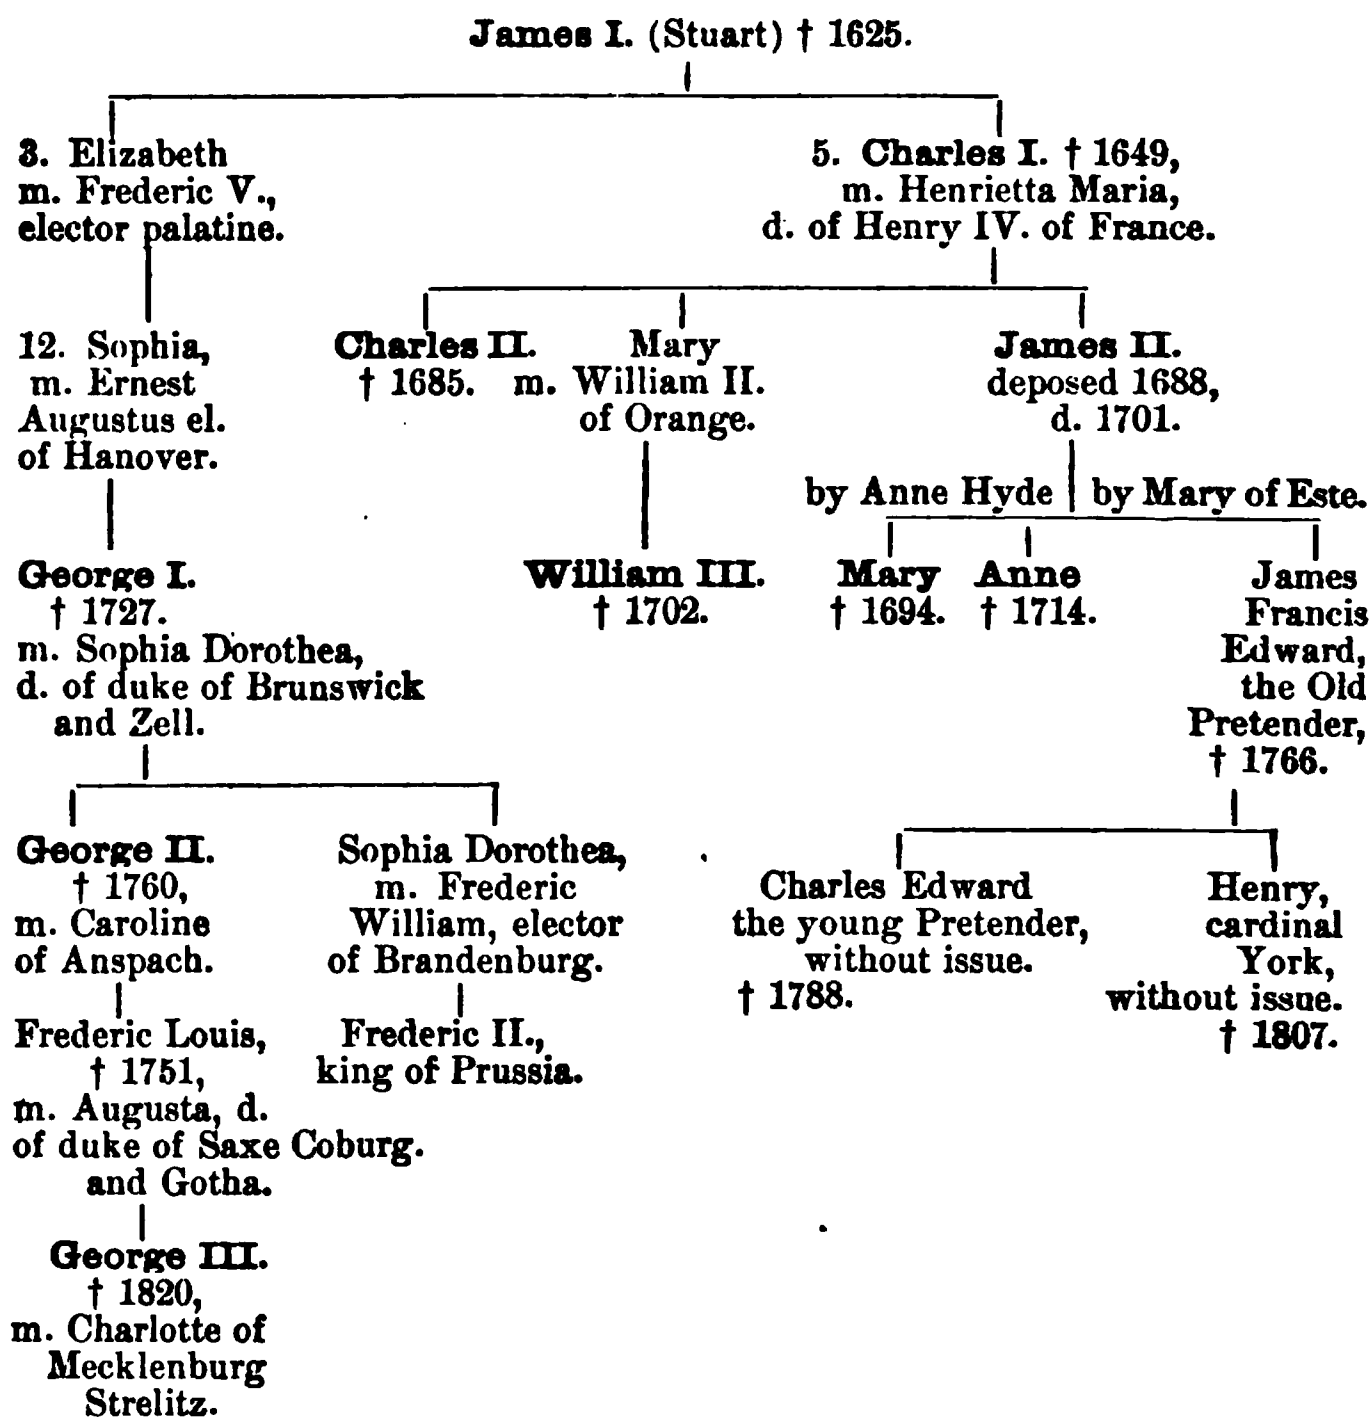 James I. (Stuart) † 1625.
3. Elizabeth
m. Frederic V.,
elector palatine.
5. Charles I. † 1649,
m. Henrietta Maria,
d. of Henry IV. of France.
12. Sophia,
m. Ernest
Augustus el.
of Hanover.
Charles II.
† 1685.
Mary
m. William II.
of Orange.
James II.
deposed 1688,
d. 1701.
by Anne Hyde
by Mary of Este.
George I.
† 1727.
m. Sophia Dorothea,
d. of duke of Brunswick
and Zell.
William III.
† 1702.
Mary
† 1694.
Anne
† 1714.
James
Francis
Edward,
the Old
Pretender,
† 1766.
George II.
† 1760,
m. Caroline
of Anspach.
Sophia Dorothea,
m. Frederic
William, elector
of Brandenburg.
Charles Edward
the young Pretender,
without issue.
† 1788.
Henry,
cardinal
York,
without issue.
† 1807.
Frederic Louis,
† 1751,
m. Augusta, d.
of duke of Saxe Coburg.
and Gotha.
Frederic II.,
king of Prussia.
George III.
† 1820,
m. Charlotte of
Mecklenburg
Strelitz.